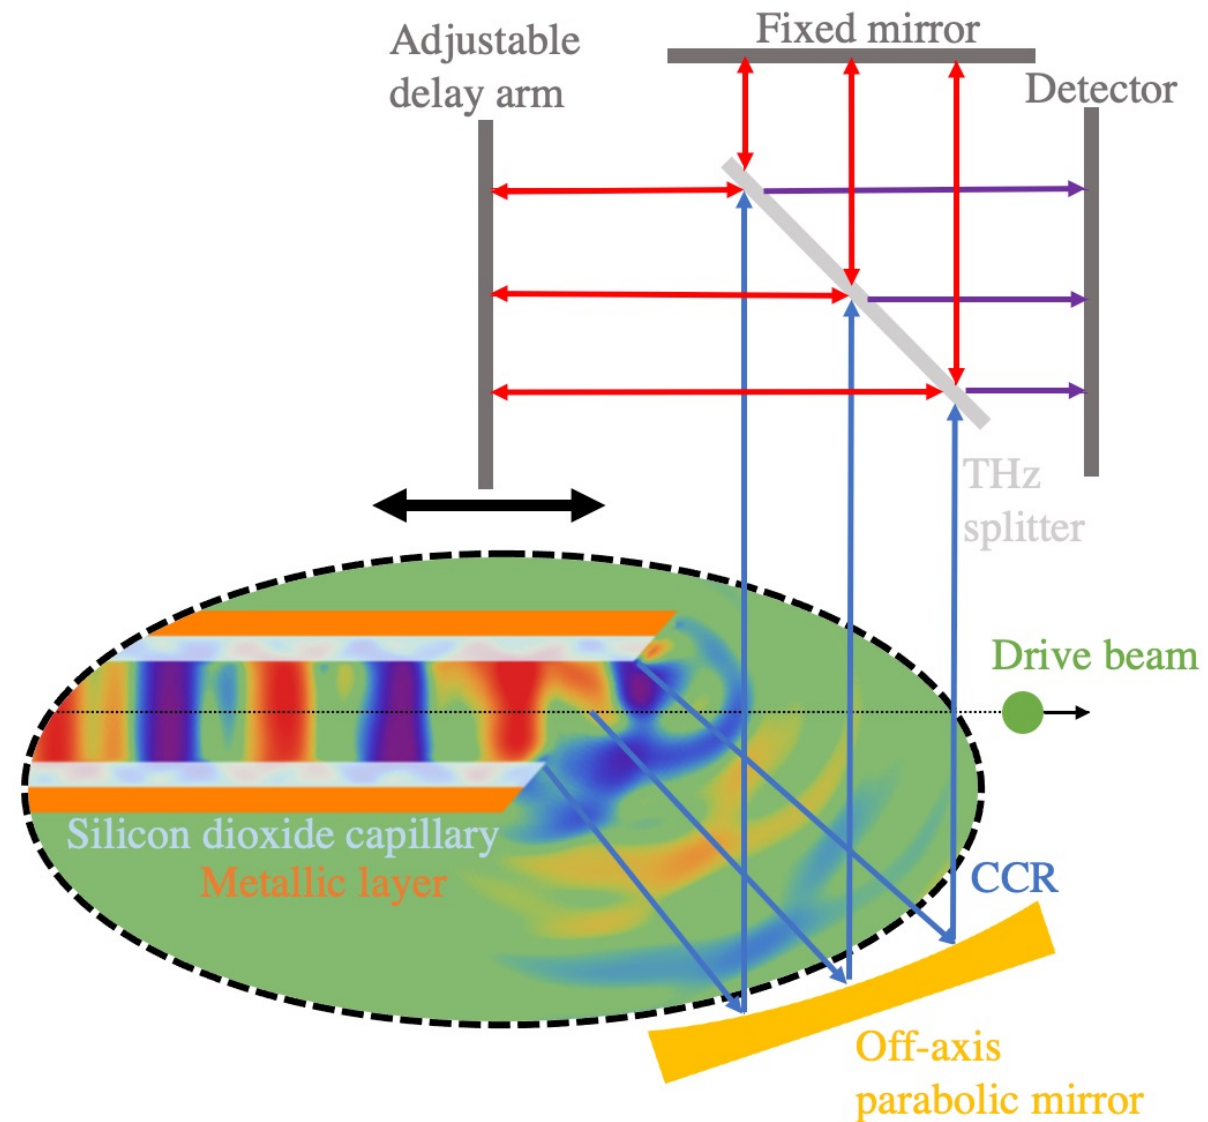 Fixed mirror
Adjustable
delay arm
Detector
THz
splitter
Drive beam
Silicon dioxide capillary
Metallic layer
CCR
Off-axis
parabolic mirror